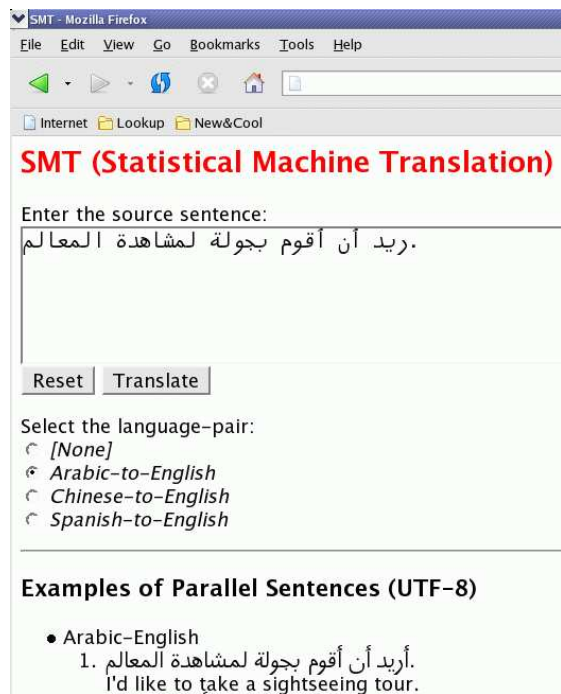 SMT - Mozilla Firefox
File Edit View Go Bookmarks Tools Help
Internet Lookup New&Cool
SMT (Statistical Machine Translation)
Enter the source sentence:
ريد أن أقوم بجولة لمشاهدة المعالم.
Reset Translate
Select the language-pair:
[None]
Arabic-to-English
Chinese-to-English
Spanish-to-English
Examples of Parallel Sentences (UTF-8)
• Arabic-English
1. أريد أن أقوم بجولة لمشاهدة المعالم.
I'd like to take a sightseeing tour.